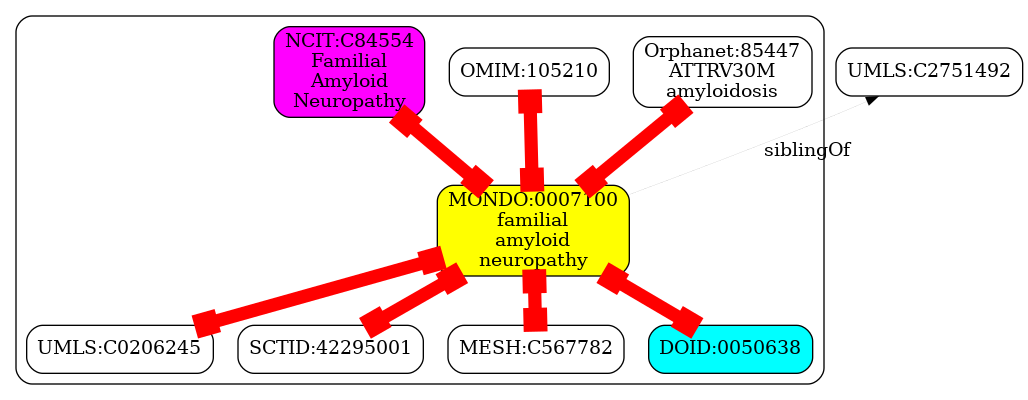 NCIT:C84554
Familial
Amyloid
Neuropathy
OMIM:105210
Orphanet:85447
ATTRV30M
amyloidosis
UMLS:C2751492
siblingOf
MONDO:0007100
familial
amyloid
neuropathy
UMLS:C0206245
SCTID:42295001
MESH:C567782
DOID:0050638